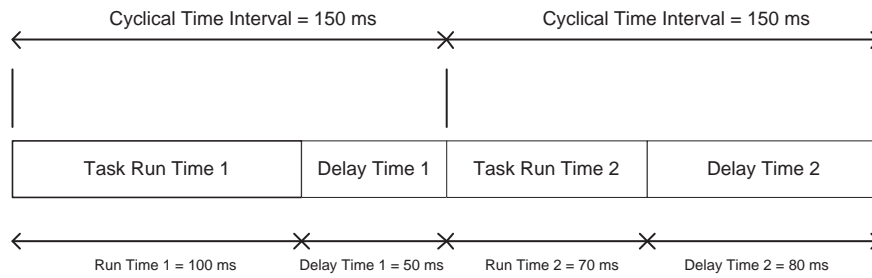 Cyclical Time Interval = 150 ms Cyclical Time Interval = 150 ms
Task Run Time 1 Delay Time 1 Task Run Time 2 Delay Time 2
Run Time 1 = 100 ms Delay Time 1 = 50 ms Run Time 2 = 70 ms Delay Time 2 = 80 ms